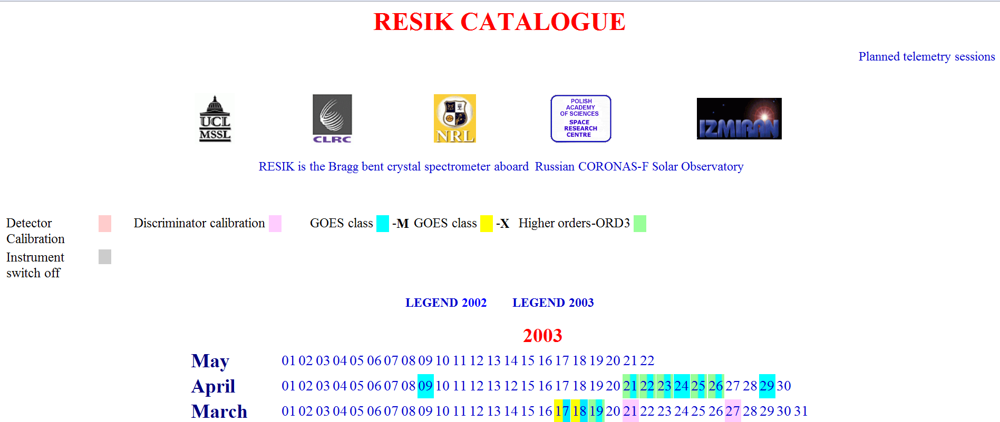 RESIK CATALOGUE
Planned telemetry sessions
UCL
MSSL
CLRC
NRL
POLISH
ACADEMY
OF SCIENCES
SPACE
RESEARCH
CENTRE
IZMIRAN
RESIK is the Bragg bent crystal spectrometer aboard Russian CORONAS-F Solar Observatory
Detector Calibration
Discriminator calibration
GOES class -M GOES class -X Higher orders-ORD3
Instrument switch off
LEGEND 2002 LEGEND 2003
2003
May 01 02 03 04 05 06 07 08 09 10 11 12 13 14 15 16 17 18 19 20 21 22
April 01 02 03 04 05 06 07 08 09 10 11 12 13 12 15 16 17 18 19 20 21 22 23 24 25 26 27 28 29 30
March 01 02 03 04 05 06 07 08 09 10 11 12 13 14 15 16 17 18 19 20 21 22 23 24 25 26 27 28 29 30 31